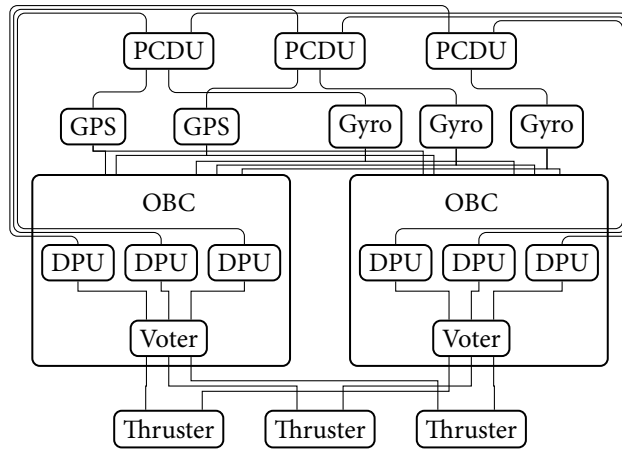 PCDU PCDU PCDU
GPS GPS Gyro Gyro Gyro
OBC OBC
DPU DPU DPU DPU DPU DPU
Voter Voter
Thruster Thruster Thruster